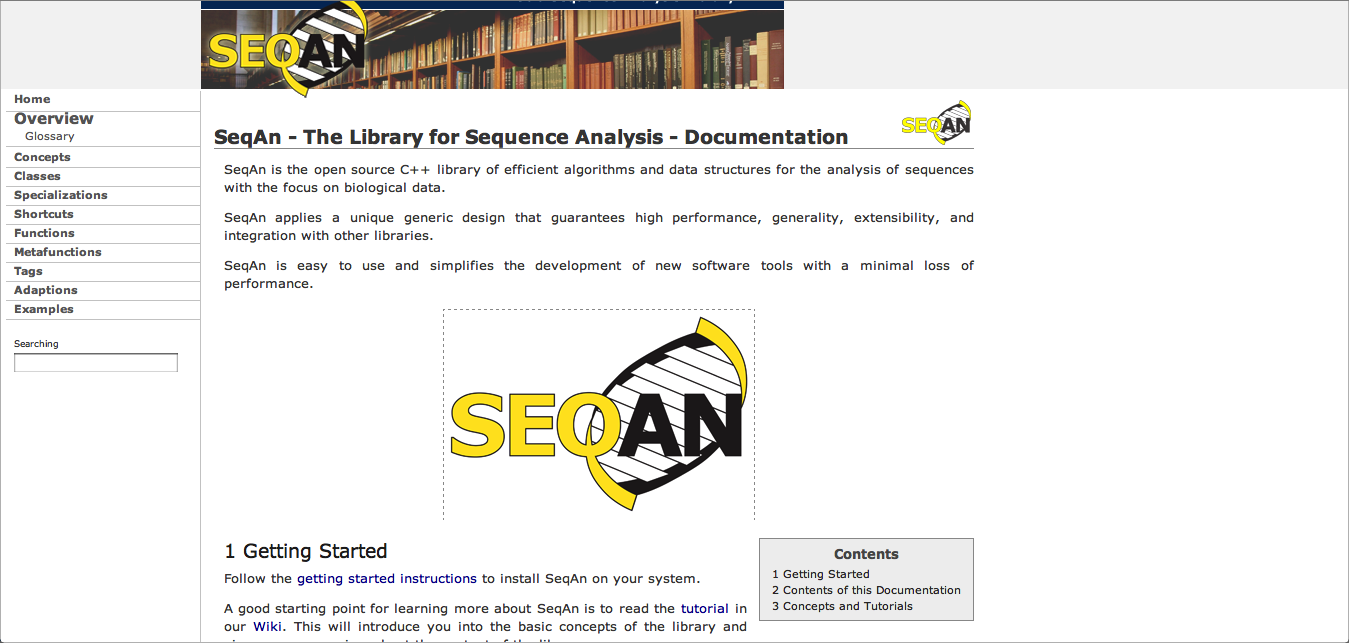 SEQAN
Home
Overview
Glossary
Concepts
Classes
Specializations
Shortcuts
Functions
Metafunctions
Tags
Adaptions
Examples
Searching
SEQAN
SeqAn - The Library for Sequence Analysis - Documentation
SeqAn is the open source C++ library of efficient algorithms and data structures for the analysis of sequences
with the focus on biological data.
SeqAn applies a unique generic design that guarantees high performance, generality, extensibility, and
integration with other libraries.
SeqAn is easy to use and simplifies the development of new software tools with a minimal loss of
performance.
SEQAN
1 Getting Started
Follow the getting started instructions to install SeqAn on your system.
A good starting point for learning more about SeqAn is to read the tutorial in
our Wiki. This will introduce you into the basic concepts of the library and
Contents
1 Getting Started
2 Contents of this Documentation
3 Concepts and Tutorials